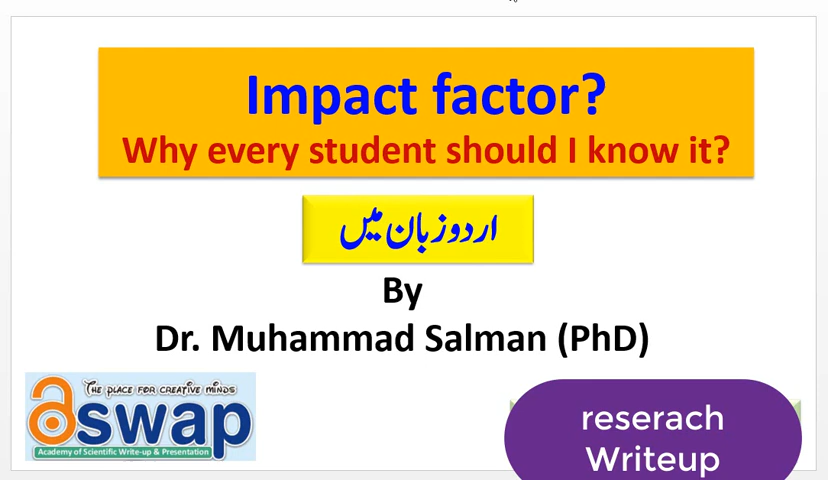 Impact factor?
Why every student should I know it?
اردو زبان میں
By
Dr. Muhammad Salman (PhD)
THE PLACE FOR CREATIVE MINDS
aswap
Academy of Scientific Write-up & Presentation
reserach
Writeup